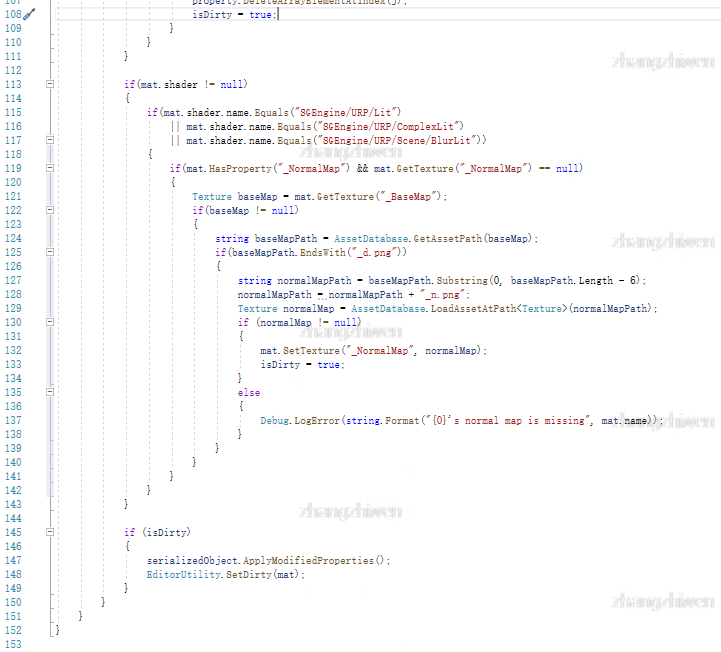 107 property.DeleteArrayElementAtIndex(j);
108 isDirty = true;
109 }
110 }
111 }
112
113 if(mat.shader != null)
114 {
115 if(mat.shader.name.Equals("SGEngine/URP/Lit")
116 || mat.shader.name.Equals("SGEngine/URP/ComplexLit")
117 || mat.shader.name.Equals("SGEngine/URP/Scene/BlurLit"))
118 {
119 if(mat.HasProperty("_NormalMap") && mat.GetTexture("_NormalMap") == null)
120 {
121 Texture baseMap = mat.GetTexture("_BaseMap");
122 if(baseMap != null)
123 {
124 string baseMapPath = AssetDatabase.GetAssetPath(baseMap);
125 if(baseMapPath.EndsWith("_d.png"))
126 {
127 string normalMapPath = baseMapPath.Substring(0, baseMapPath.Length - 6);
128 normalMapPath = normalMapPath + "_n.png";
129 Texture normalMap = AssetDatabase.LoadAssetAtPath<Texture>(normalMapPath);
130 if (normalMap != null)
131 {
132 mat.SetTexture("_NormalMap", normalMap);
133 isDirty = true;
134 }
135 else
136 {
137 Debug.LogError(string.Format("{0}'s normal map is missing", mat.name));
138 }
139 }
140 }
141 }
142 }
143 }
144
145 if (isDirty)
146 {
147 serializedObject.ApplyModifiedProperties();
148 EditorUtility.SetDirty(mat);
149 }
150 }
151 }
152 }
153